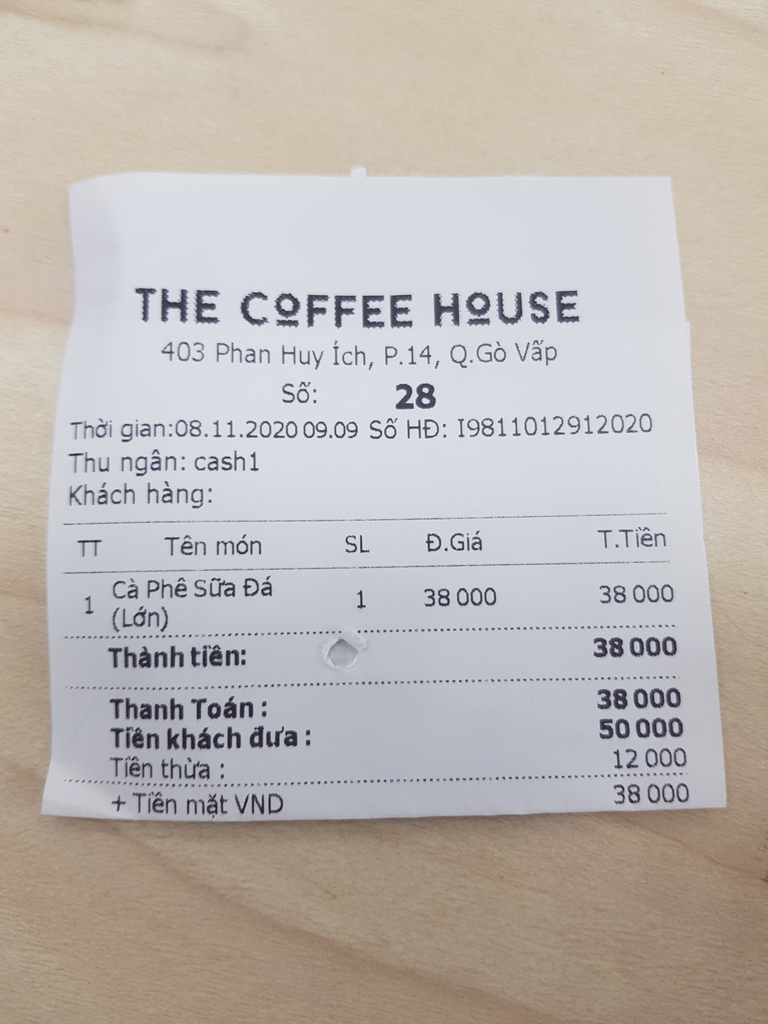 THE COFFEE HOUSE
403 Phan Huy Ích, P.14, Q.Gò Vấp
Số: 28
Thời gian:08.11.2020 09.09 Số HĐ: I9811012912020
Thu ngân: cash1
Khách hàng:
TT Tên món SL Đ.Giá T.Tiền
1 Cà Phê Sữa Đá (Lớn) 1 38 000 38 000
Thành tiền: 38 000
Thanh Toán : 38 000
Tiền khách đưa : 50 000
Tiền thừa : 12 000
+ Tiền mặt VND 38 000